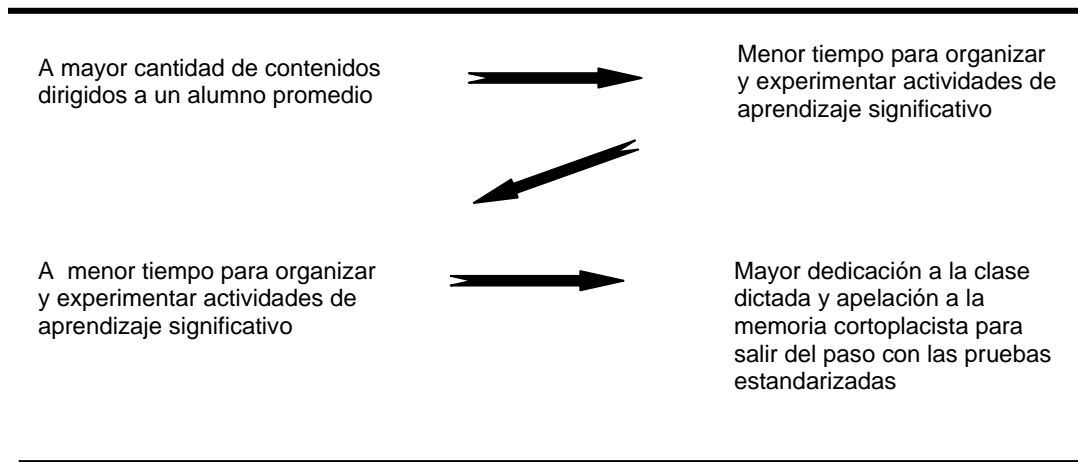 A mayor cantidad de contenidos
dirigidos a un alumno promedio
Menor tiempo para organizar
y experimentar actividades de
aprendizaje significativo
A  menor tiempo para organizar
y experimentar actividades de
aprendizaje significativo
Mayor dedicación a la clase
dictada y apelación a la
memoria cortoplacista para
salir del paso con las pruebas
estandarizadas